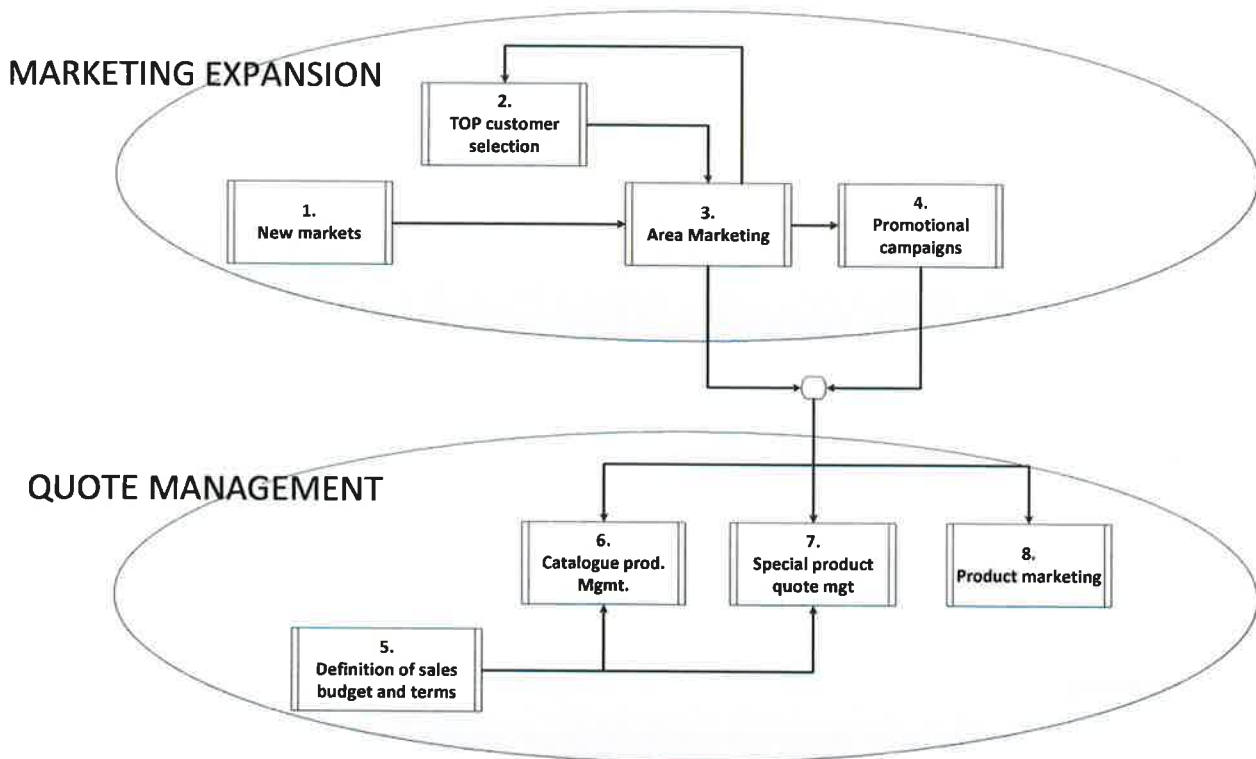 MARKETING EXPANSION
2.
TOP customer
selection
1.
New markets
3.
Area Marketing
4.
Promotional
campaigns
QUOTE MANAGEMENT
6.
Catalogue prod.
Mgmt.
7.
Special product
quote mgt
8.
Product marketing
5.
Definition of sales
budget and terms